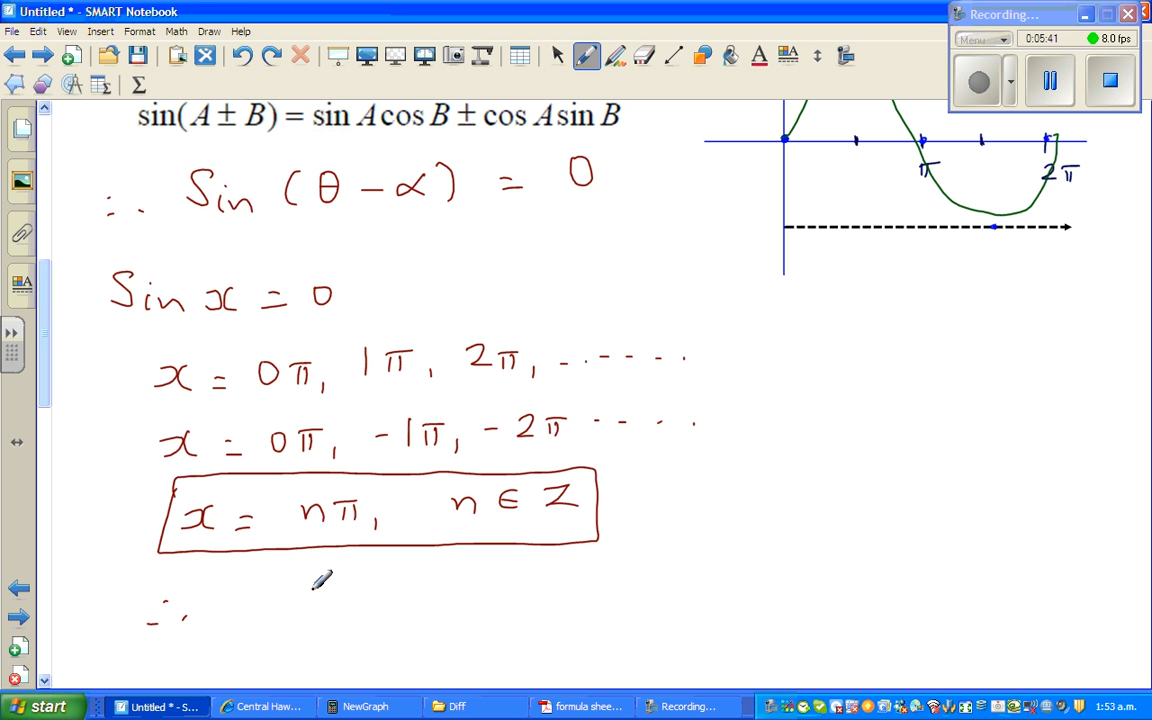 Untitled * - SMART Notebook
File Edit View Insert Format Math Draw Help
Recording...
Menu 0:05:41 8.0 fps
sin(A ± B) = sin A cos B ± cos A sin B
∴ Sin (θ - α) = 0
π 2π
Sin x = 0
x = 0π, 1π, 2π, .......
x = 0π, -1π, -2π ......
x = nπ, n ∈ Z
∴
start Untitled * - S... Central Haw... NewGraph Diff formula shee... Recording... 1:53 a.m.